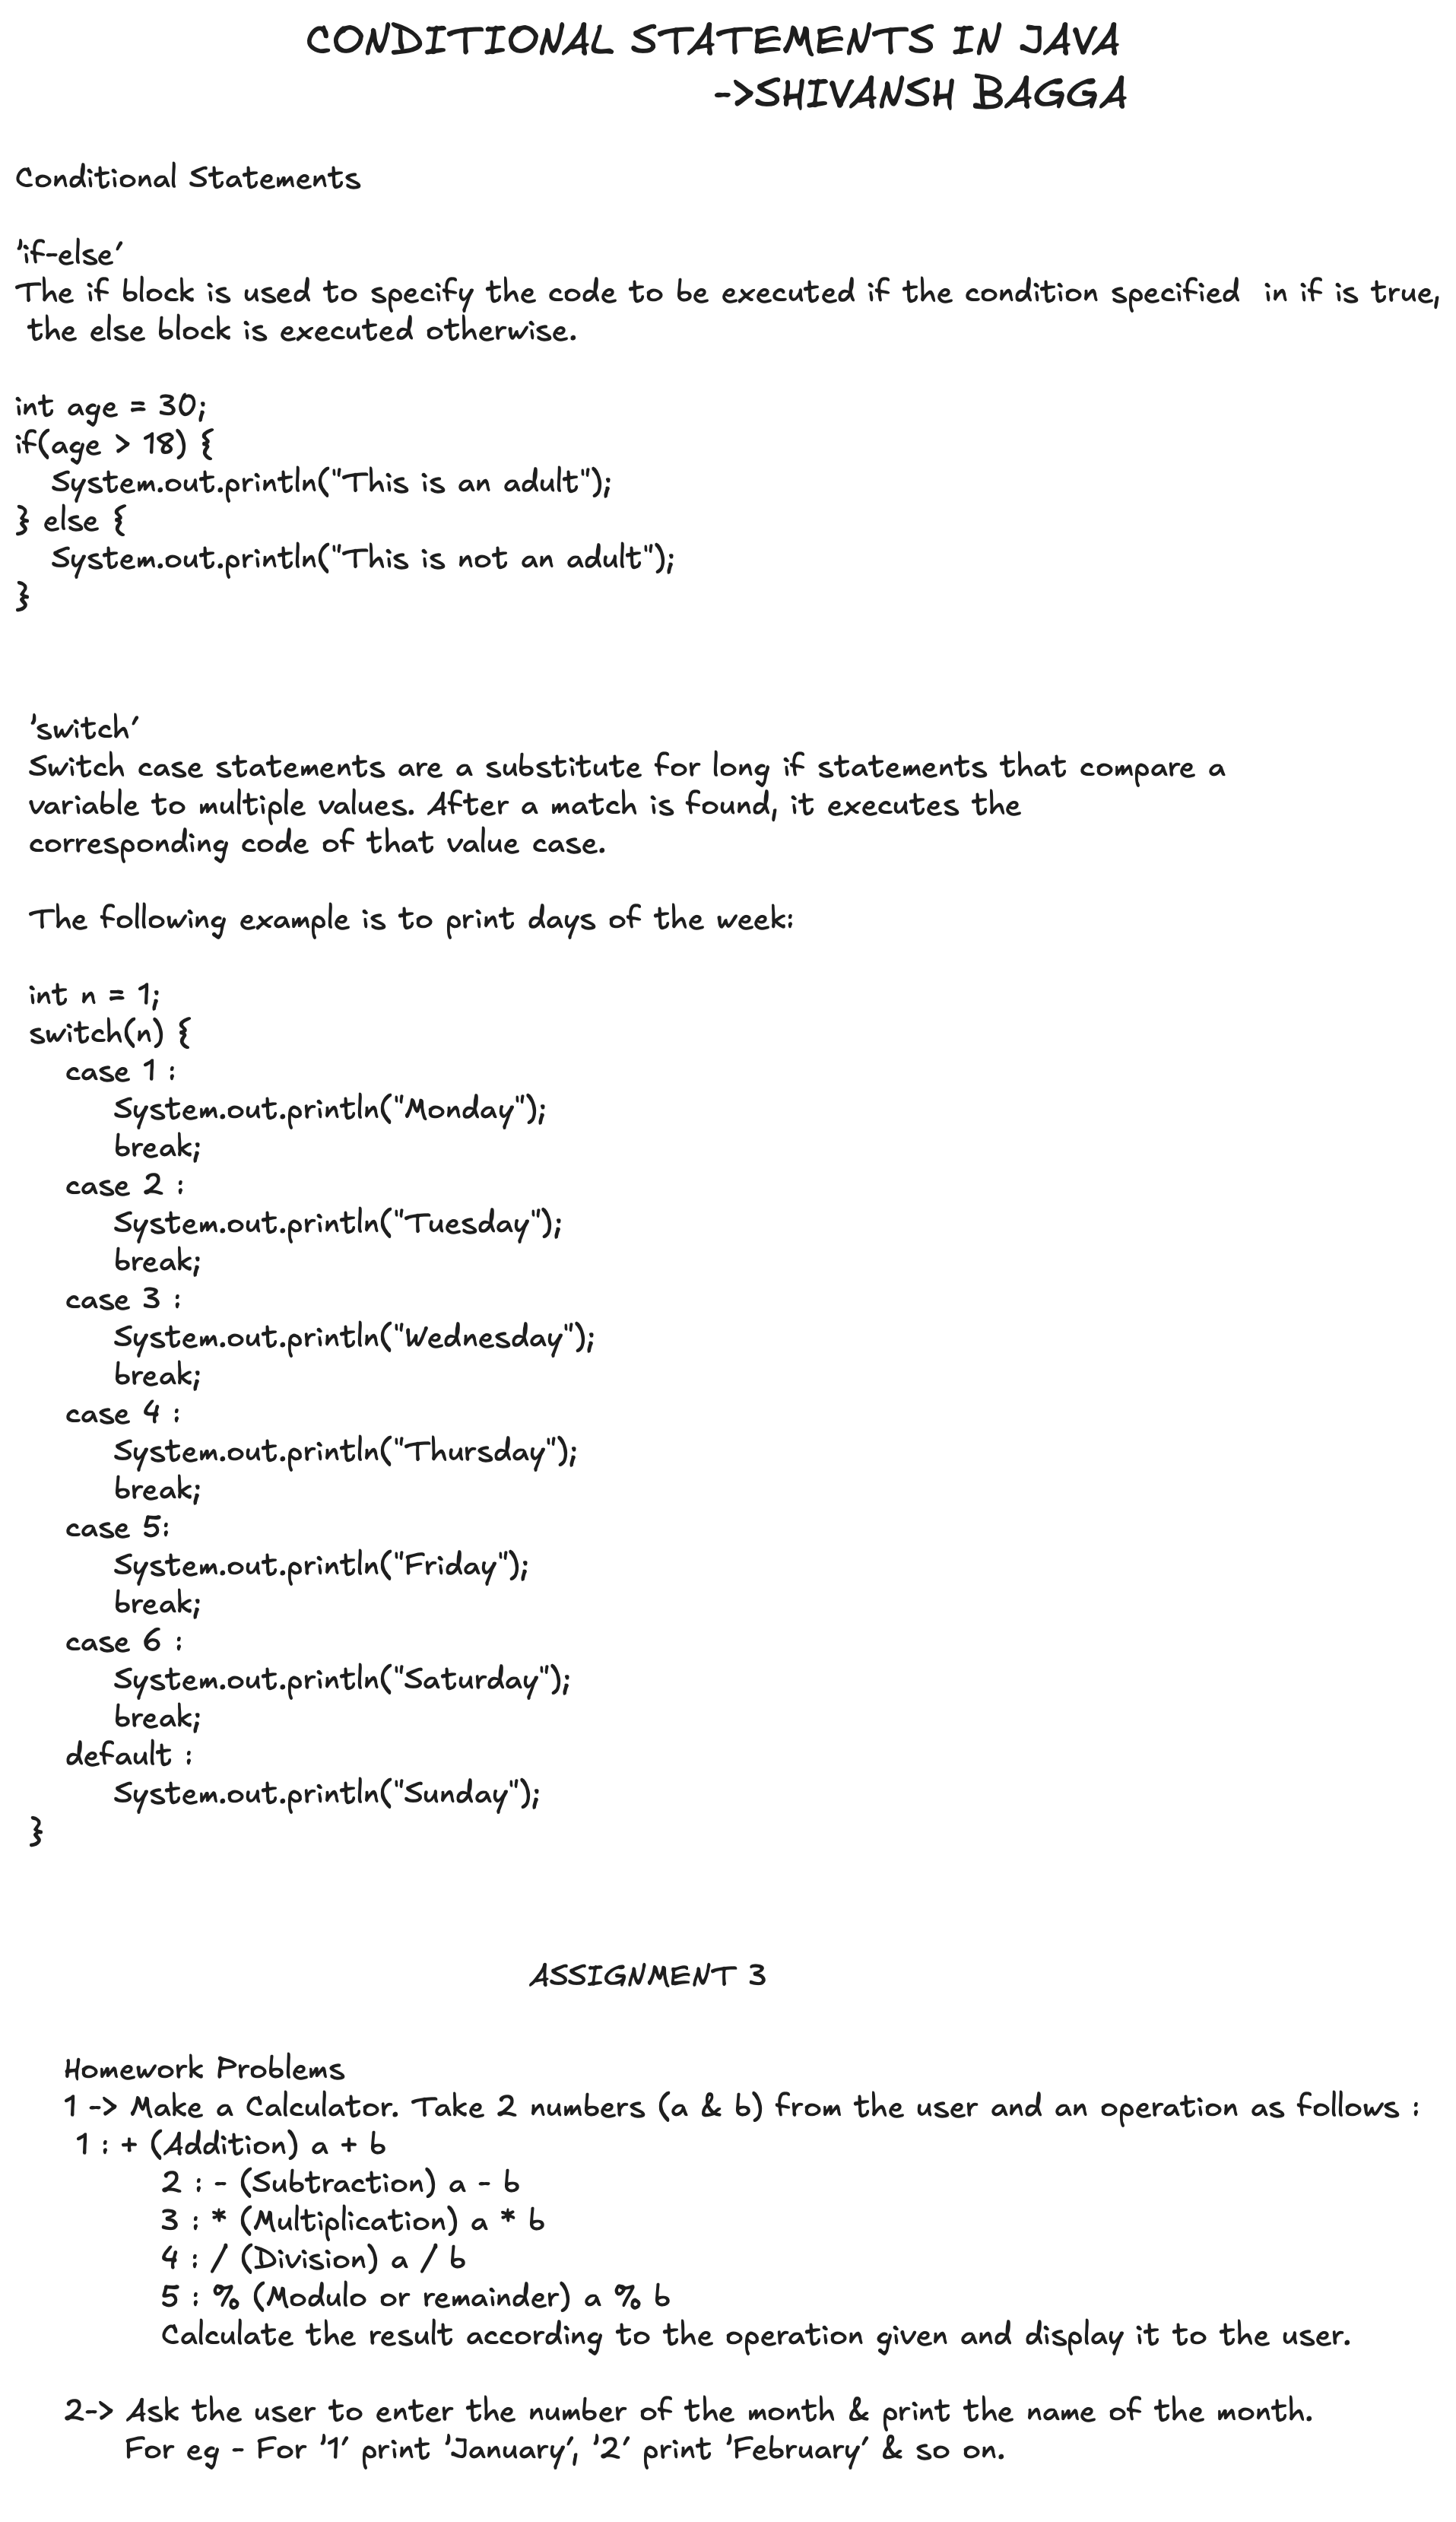 CONDITIONAL STATEMENTS IN JAVA
->SHIVANSH BAGGA
Conditional Statements
'if-else'
The if block is used to specify the code to be executed if the condition specified  in if is true,
the else block is executed otherwise.
int age = 30;
if(age > 18) {
System.out.println("This is an adult");
} else {
System.out.println("This is not an adult");
}
'switch'
Switch case statements are a substitute for long if statements that compare a
variable to multiple values. After a match is found, it executes the
corresponding code of that value case.
The following example is to print days of the week:
int n = 1;
switch(n) {
case 1 :
System.out.println("Monday");
break;
case 2 :
System.out.println("Tuesday");
break;
case 3 :
System.out.println("Wednesday");
break;
case 4 :
System.out.println("Thursday");
break;
case 5:
System.out.println("Friday");
break;
case 6 :
System.out.println("Saturday");
break;
default :
System.out.println("Sunday");
}
ASSIGNMENT 3
Homework Problems
1 -> Make a Calculator. Take 2 numbers (a & b) from the user and an operation as follows :
1 : + (Addition) a + b
2 : - (Subtraction) a - b
3 : * (Multiplication) a * b
4 : / (Division) a / b
5 : % (Modulo or remainder) a % b
Calculate the result according to the operation given and display it to the user.
2-> Ask the user to enter the number of the month & print the name of the month.
For eg - For '1' print 'January', '2' print 'February' & so on.